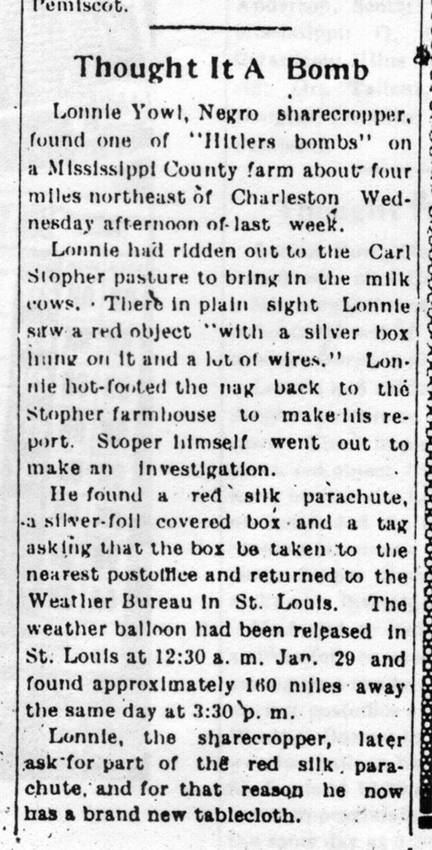 Pemiscot.
Thought It A Bomb
Lonnie Yowl, Negro sharecropper,
found one of "Hitlers bombs" on
a Mississippi County farm about four
miles northeast of Charleston Wed-
nesday afternoon of last week.
Lonnie had ridden out to the Carl
Stopher pasture to bring in the milk
cows. There in plain sight Lonnie
saw a red object "with a silver box
hung on it and a lot of wires." Lon-
nie hot-footed the nag back to the
Stopher farmhouse to make his re-
port. Stoper himself went out to
make an investigation.
He found a red silk parachute,
a silver-foil covered box and a tag
asking that the box be taken to the
nearest postoffice and returned to the
Weather Bureau in St. Louis. The
weather balloon had been released in
St. Louis at 12:30 a. m. Jan. 29 and
found approximately 160 miles away
the same day at 3:30 p. m.
Lonnie, the sharecropper, later
ask for part of the red silk para-
chute, and for that reason he now
has a brand new tablecloth.